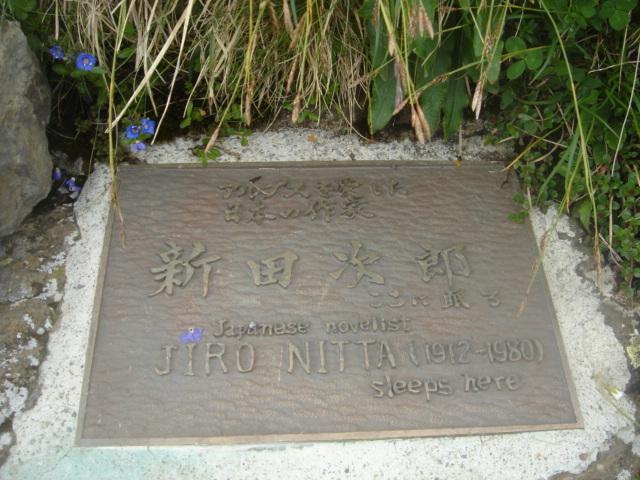 アルプスを愛した
日本の作家
新田次郎
ここに眠る
Japanese novelist
JIRO NITTA (1912-1980)
sleeps here